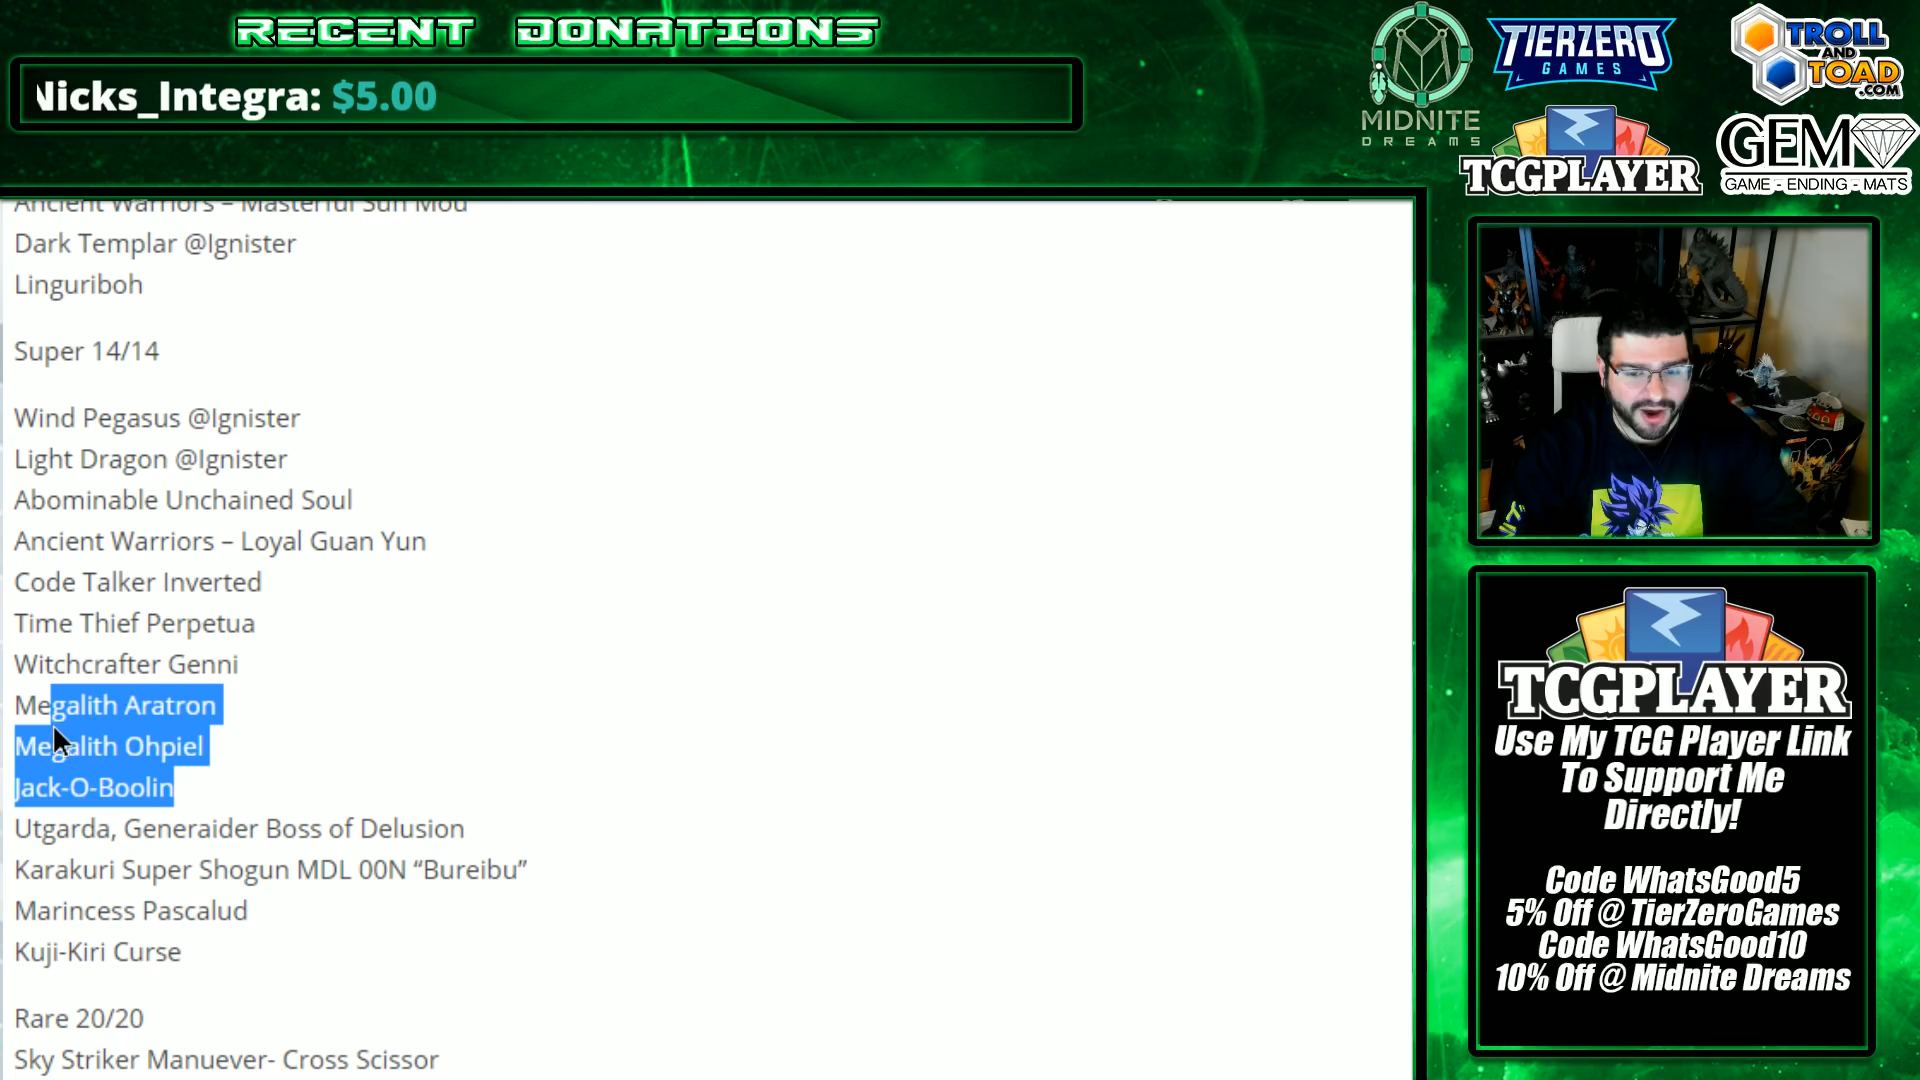 RECENT DONATIONS
Nicks_Integra: $5.00
MIDNITE
DREAMS
TIERZERO
GAMES
TROLL
AND
TOAD
.COM
TCGPLAYER
GEM
GAME - ENDING - MATS
Ancient Warriors – Masterful Sun Mou
Dark Templar @Ignister
Linguriboh
Super 14/14
Wind Pegasus @Ignister
Light Dragon @Ignister
Abominable Unchained Soul
Ancient Warriors – Loyal Guan Yun
Code Talker Inverted
Time Thief Perpetua
Witchcrafter Genni
Megalith Aratron
Megalith Ohpiel
Jack-O-Boolin
Utgarda, Generaider Boss of Delusion
Karakuri Super Shogun MDL 00N “Bureibu”
Marincess Pascalud
Kuji-Kiri Curse
Rare 20/20
Sky Striker Manuever- Cross Scissor
TCGPLAYER
Use My TCG Player Link
To Support Me
Directly!
Code WhatsGood5
5% Off @ TierZeroGames
Code WhatsGood10
10% Off @ Midnite Dreams